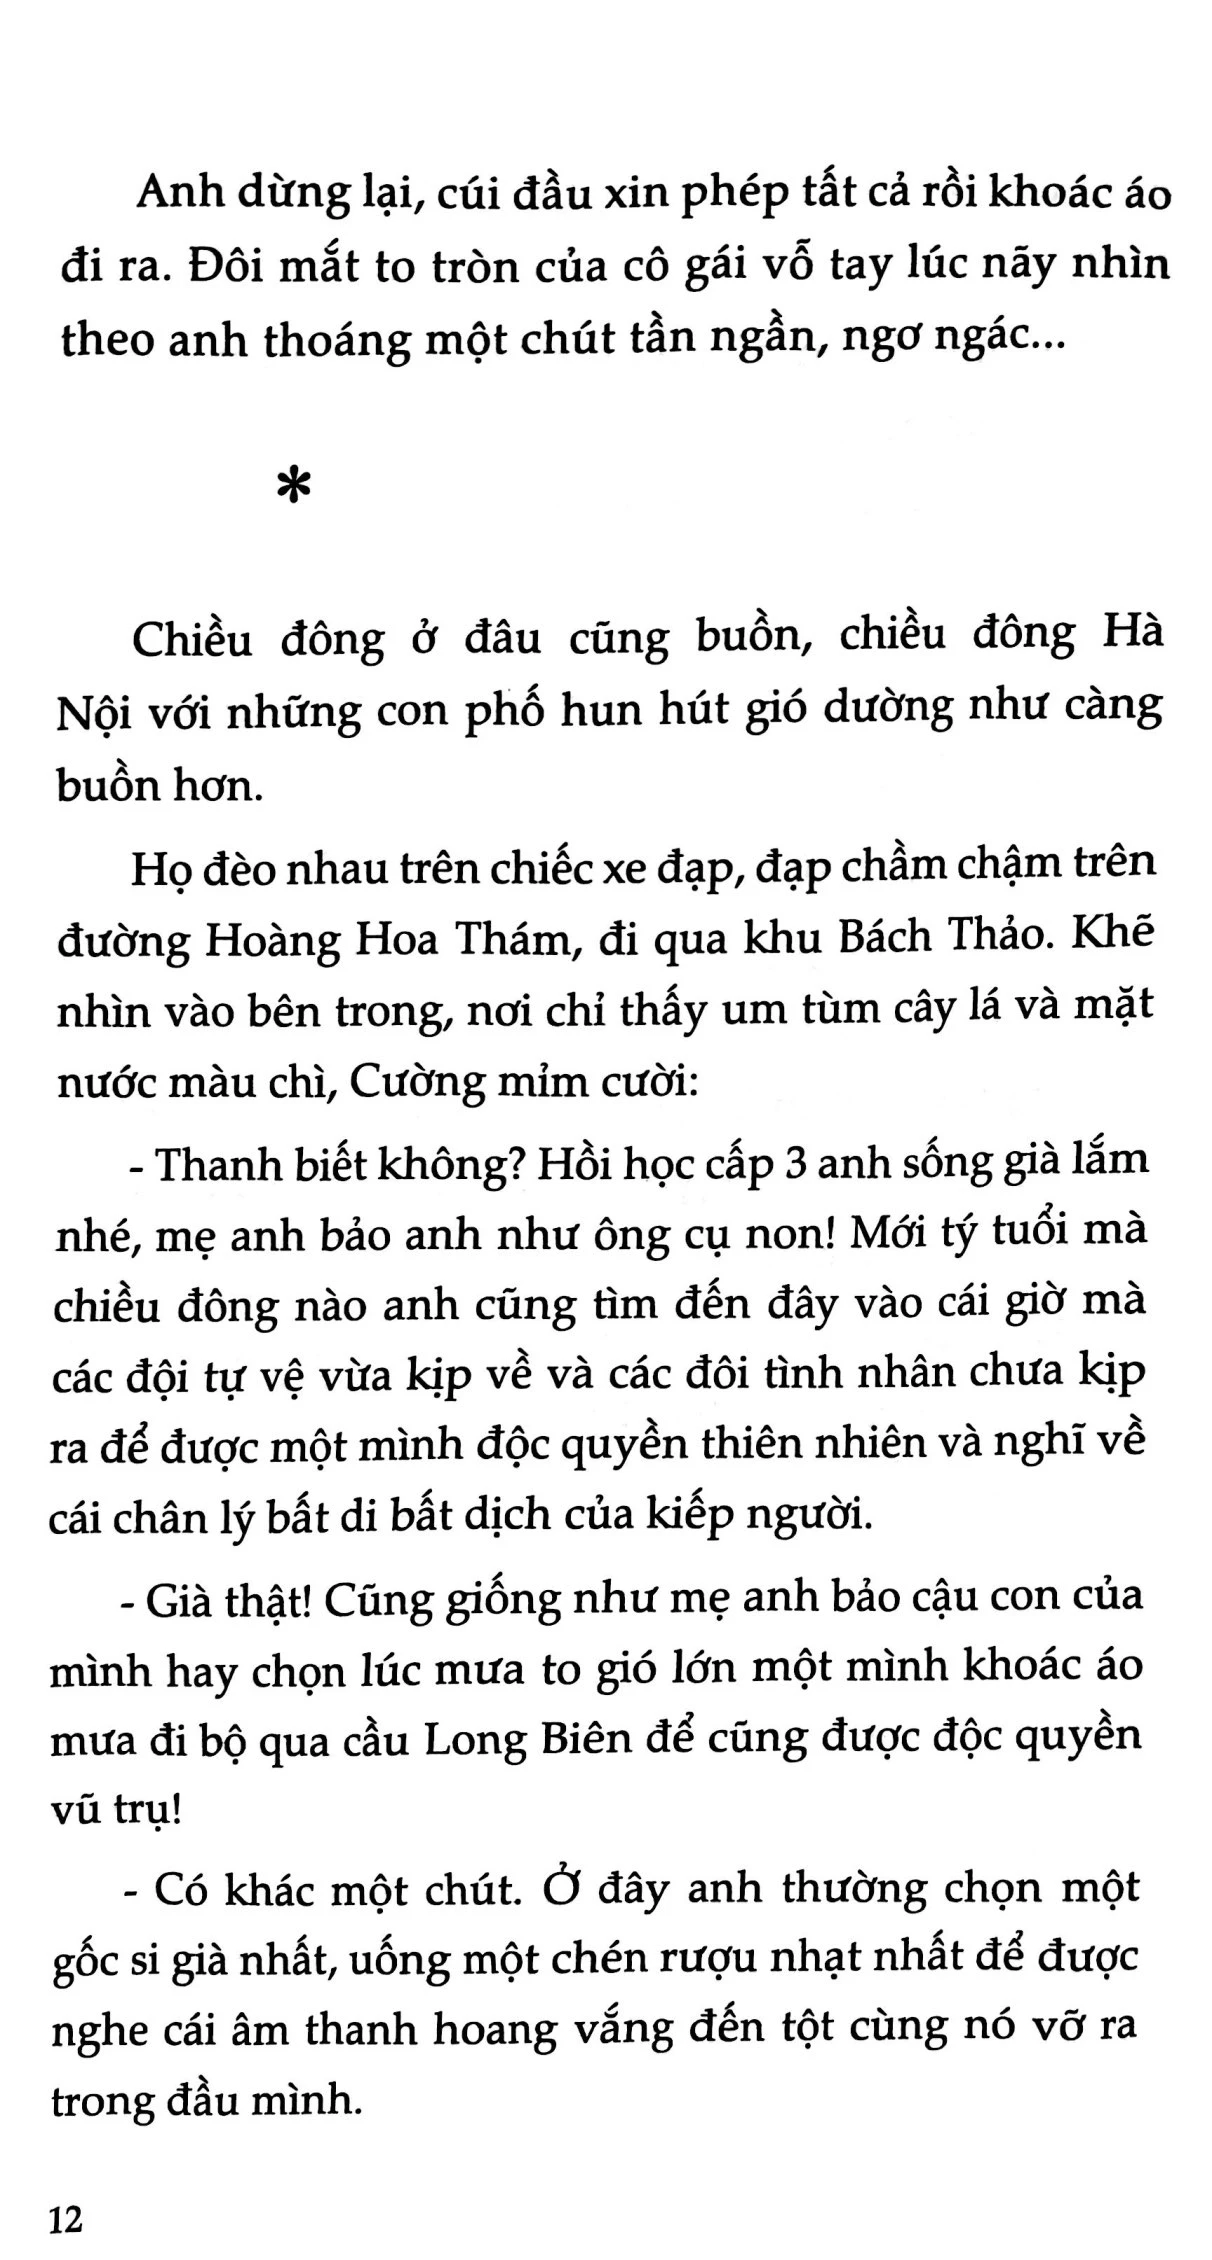 Anh dừng lại, cúi đầu xin phép tất cả rồi khoác áo
đi ra. Đôi mắt to tròn của cô gái vỗ tay lúc nãy nhìn
theo anh thoáng một chút tần ngần, ngơ ngác...
*
Chiều đông ở đâu cũng buồn, chiều đông Hà
Nội với những con phố hun hút gió dường như càng
buồn hơn.
Họ đèo nhau trên chiếc xe đạp, đạp chầm chậm trên
đường Hoàng Hoa Thám, đi qua khu Bách Thảo. Khẽ
nhìn vào bên trong, nơi chỉ thấy um tùm cây lá và mặt
nước màu chì, Cường mỉm cười:
- Thanh biết không? Hồi học cấp 3 anh sống già lắm
nhé, mẹ anh bảo anh như ông cụ non! Mới tý tuổi mà
chiều đông nào anh cũng tìm đến đây vào cái giờ mà
các đội tự vệ vừa kịp về và các đôi tình nhân chưa kịp
ra để được một mình độc quyền thiên nhiên và nghĩ về
cái chân lý bất di bất dịch của kiếp người.
- Già thật! Cũng giống như mẹ anh bảo cậu con của
mình hay chọn lúc mưa to gió lớn một mình khoác áo
mưa đi bộ qua cầu Long Biên để cũng được độc quyền
vũ trụ!
- Có khác một chút. Ở đây anh thường chọn một
gốc si già nhất, uống một chén rượu nhạt nhất để được
nghe cái âm thanh hoang vắng đến tột cùng nó vỡ ra
trong đầu mình.
12